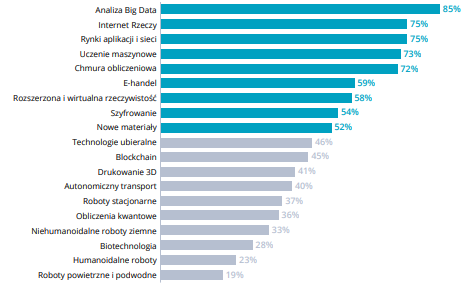 Analiza Big Data 85%
Internet Rzeczy 75%
Rynki aplikacji i sieci 75%
Uczenie maszynowe 73%
Chmura obliczeniowa 72%
E-handel 59%
Rozszerzona i wirtualna rzeczywistość 58%
Szyfrowanie 54%
Nowe materiały 52%
Technologie ubieralne 46%
Blockchain 45%
Drukowanie 3D 41%
Autonomiczny transport 40%
Roboty stacjonarne 37%
Obliczenia kwantowe 36%
Niehumanoidalne roboty ziemne 33%
Biotechnologia 28%
Humanoidalne roboty 23%
Roboty powietrzne i podwodne 19%